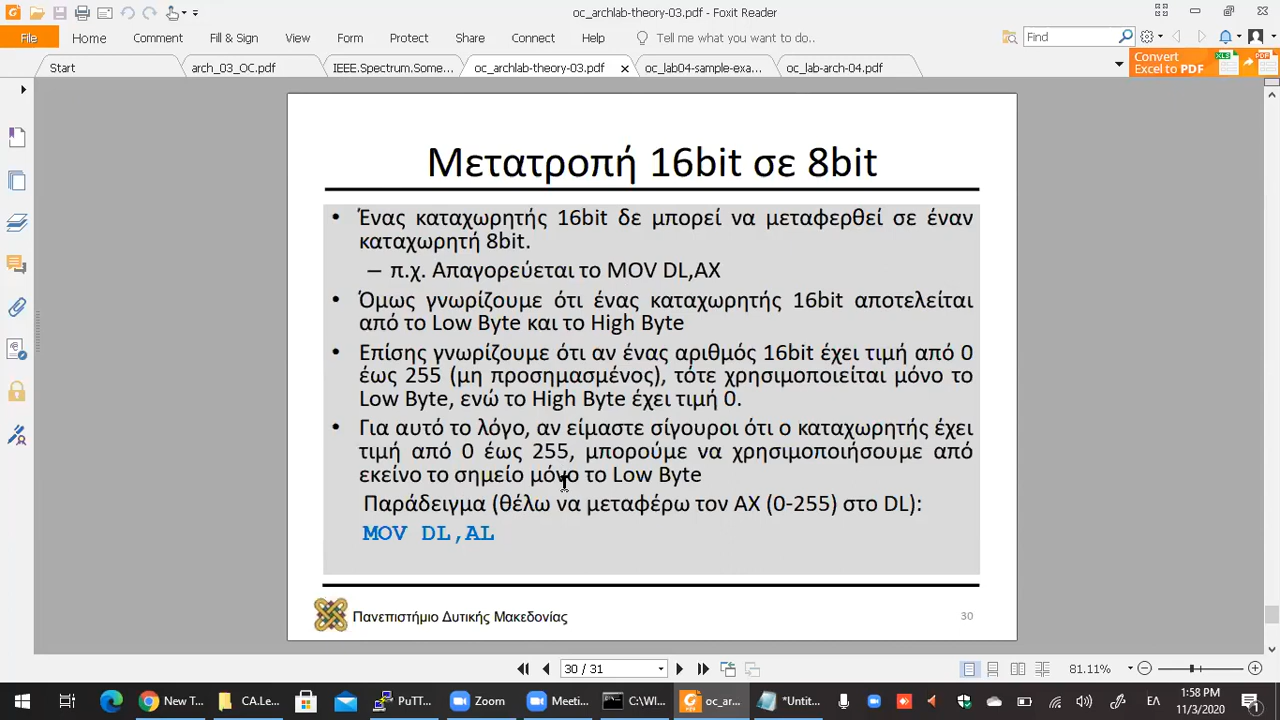 oc_archlab-theory-03.pdf - Foxit Reader
File Home Comment Fill & Sign View Form Protect Share Connect Help Tell me what you want to do.. Find
Start arch_03_OC.pdf IEEE.Spectrum.Some... oc_archlab-theory-03.pdf oc_lab04-sample-exa... oc_lab-arch-04.pdf
Convert
Excel to PDF
XLS
PDF
Μετατροπή 16bit σε 8bit
• Ένας καταχωρητής 16bit δε μπορεί να μεταφερθεί σε έναν
καταχωρητή 8bit.
– π.χ. Απαγορεύεται το MOV DL,AX
• Όμως γνωρίζουμε ότι ένας καταχωρητής 16bit αποτελείται
από το Low Byte και το High Byte
• Επίσης γνωρίζουμε ότι αν ένας αριθμός 16bit έχει τιμή από 0
έως 255 (μη προσημασμένος), τότε χρησιμοποιείται μόνο το
Low Byte, ενώ το High Byte έχει τιμή 0.
• Για αυτό το λόγο, αν είμαστε σίγουροι ότι ο καταχωρητής έχει
τιμή από 0 έως 255, μπορούμε να χρησιμοποιήσουμε από
εκείνο το σημείο μόνο το Low Byte
Παράδειγμα (θέλω να μεταφέρω τον AX (0-255) στο DL):
MOV DL,AL
Πανεπιστήμιο Δυτικής Μακεδονίας
30
30 / 31
81.11%
New T... CA.Le... PuTT... Zoom Meeti... C:\WI... oc_ar... *Untit... ΕΛ
1:58 PM
11/3/2020